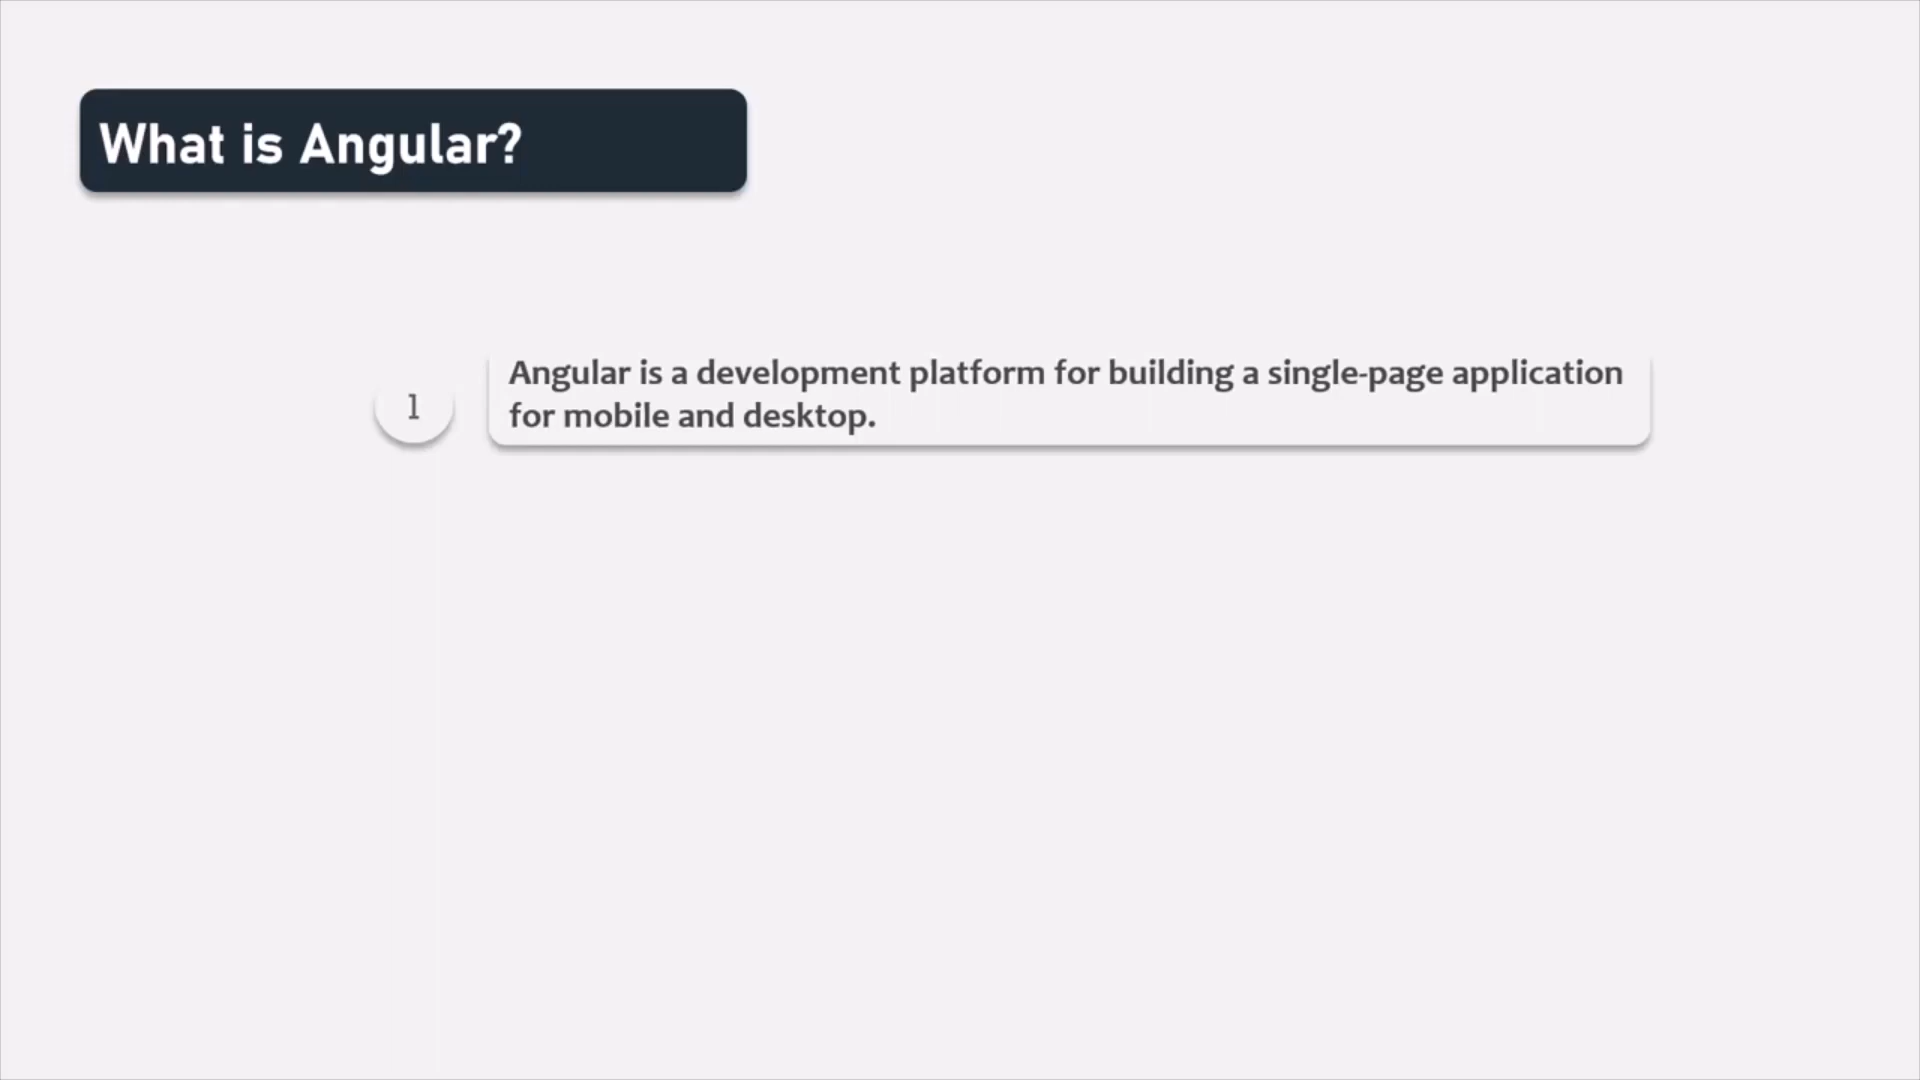 What is Angular?
1
Angular is a development platform for building a single-page application
for mobile and desktop.